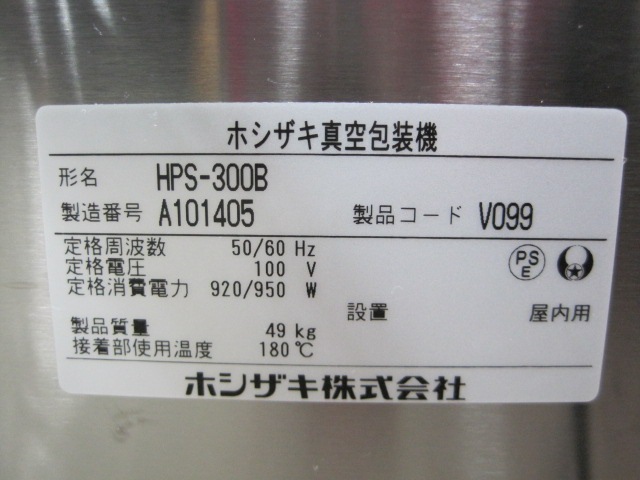 ホシザキ真空包装機
形名 HPS-300B
製造番号 A101405 製品コード V099
定格周波数 50/60 Hz
定格電圧 100 V
定格消費電力 920/950 W
PSE
設置 屋内用
製品質量 49 kg
接着部使用温度 180℃
ホシザキ株式会社